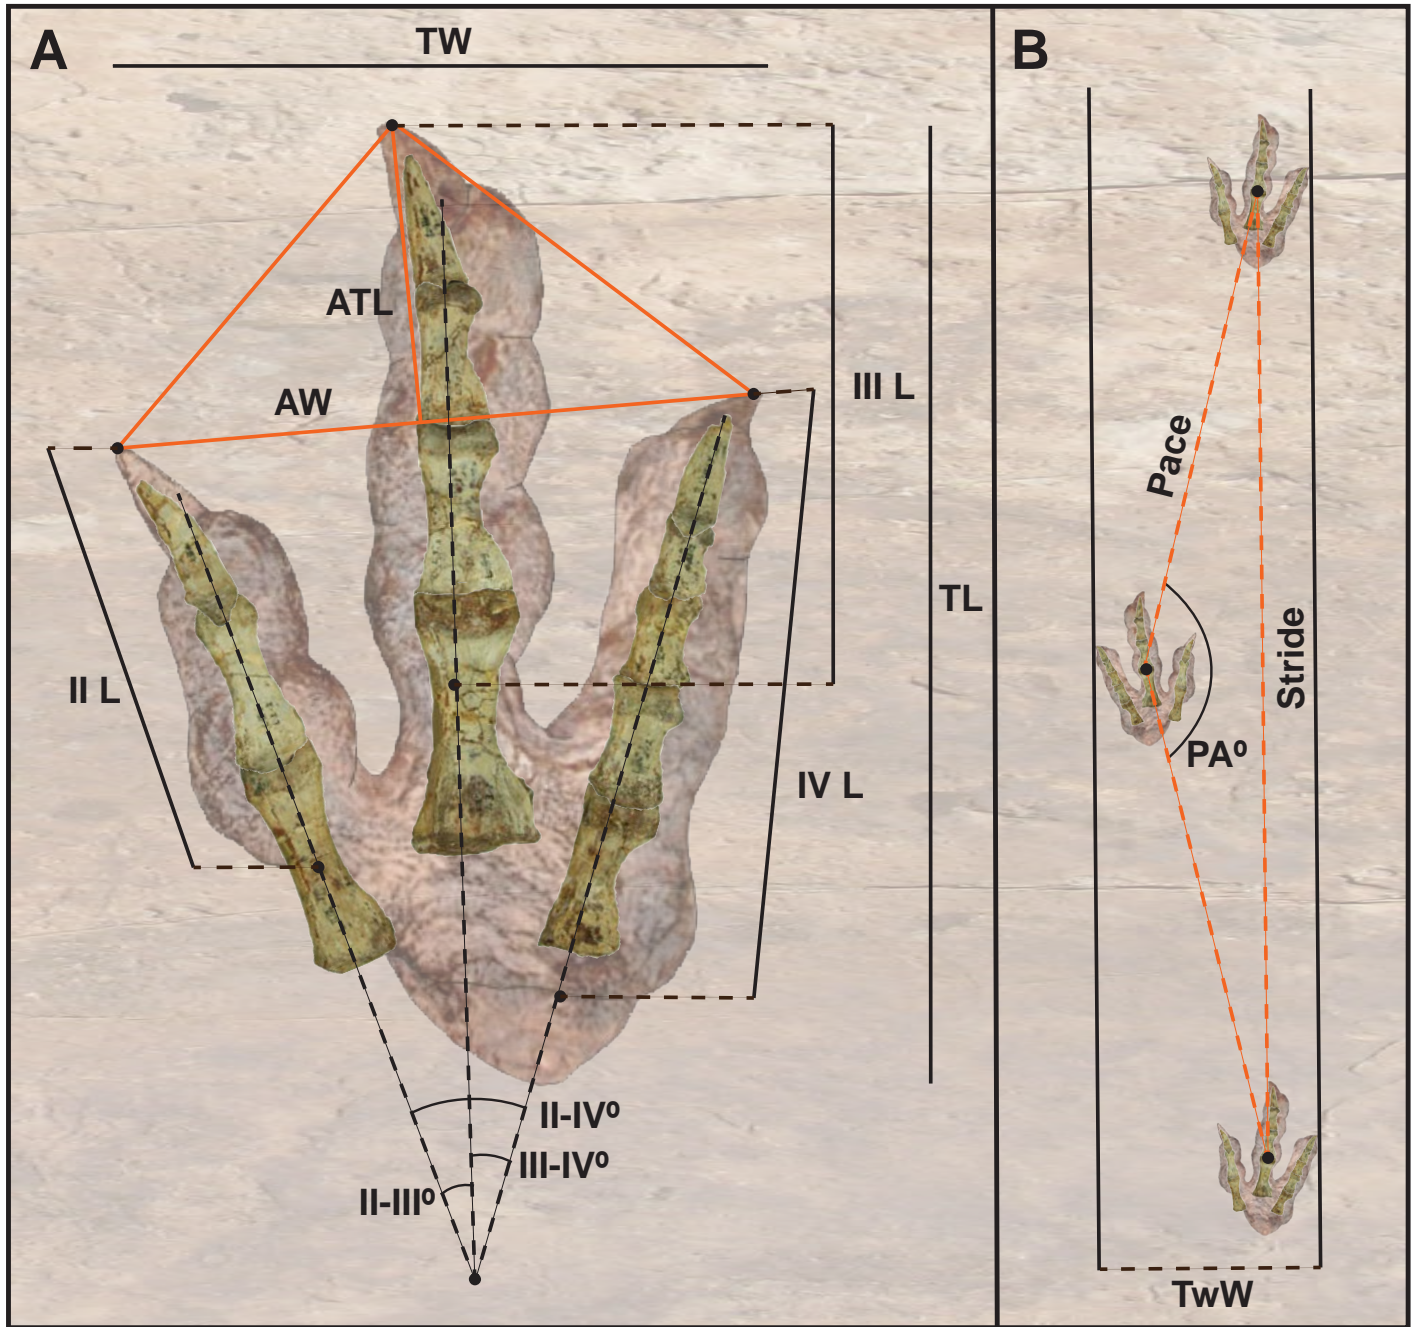 A
TW
ATL
AW
III L
TL
II L
IV L
II-IVº
III-IVº
II-IIIº
B
Pace
Stride
PAº
TwW